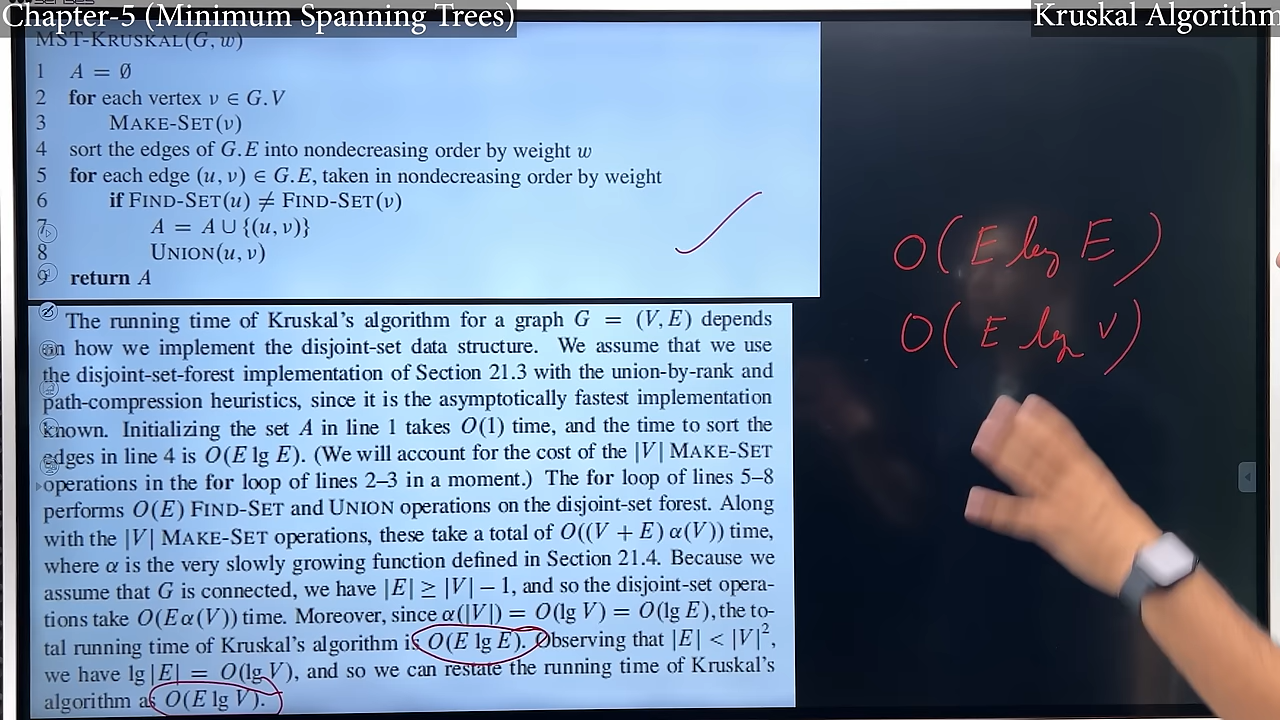 Chapter-5 (Minimum Spanning Trees)
Kruskal Algorithm
MST-KRUSKAL(G, w)
1 A = ∅
2 for each vertex v ∈ G.V
3 MAKE-SET(v)
4 sort the edges of G.E into nondecreasing order by weight w
5 for each edge (u, v) ∈ G.E, taken in nondecreasing order by weight
6 if FIND-SET(u) ≠ FIND-SET(v)
7 A = A ∪ {(u, v)}
8 UNION(u, v)
9 return A
The running time of Kruskal's algorithm for a graph G = (V, E) depends
on how we implement the disjoint-set data structure. We assume that we use
the disjoint-set-forest implementation of Section 21.3 with the union-by-rank and
path-compression heuristics, since it is the asymptotically fastest implementation
known. Initializing the set A in line 1 takes O(1) time, and the time to sort the
edges in line 4 is O(E lg E). (We will account for the cost of the |V| MAKE-SET
operations in the for loop of lines 2–3 in a moment.) The for loop of lines 5–8
performs O(E) FIND-SET and UNION operations on the disjoint-set forest. Along
with the |V| MAKE-SET operations, these take a total of O((V + E) α(V)) time,
where α is the very slowly growing function defined in Section 21.4. Because we
assume that G is connected, we have |E| ≥ |V| − 1, and so the disjoint-set opera-
tions take O(E α(V)) time. Moreover, since α(|V|) = O(lg V) = O(lg E), the to-
tal running time of Kruskal's algorithm is O(E lg E). Observing that |E| < |V|², 
we have lg |E| = O(lg V), and so we can restate the running time of Kruskal's
algorithm as O(E lg V).
O(E log E)
O(E log V)